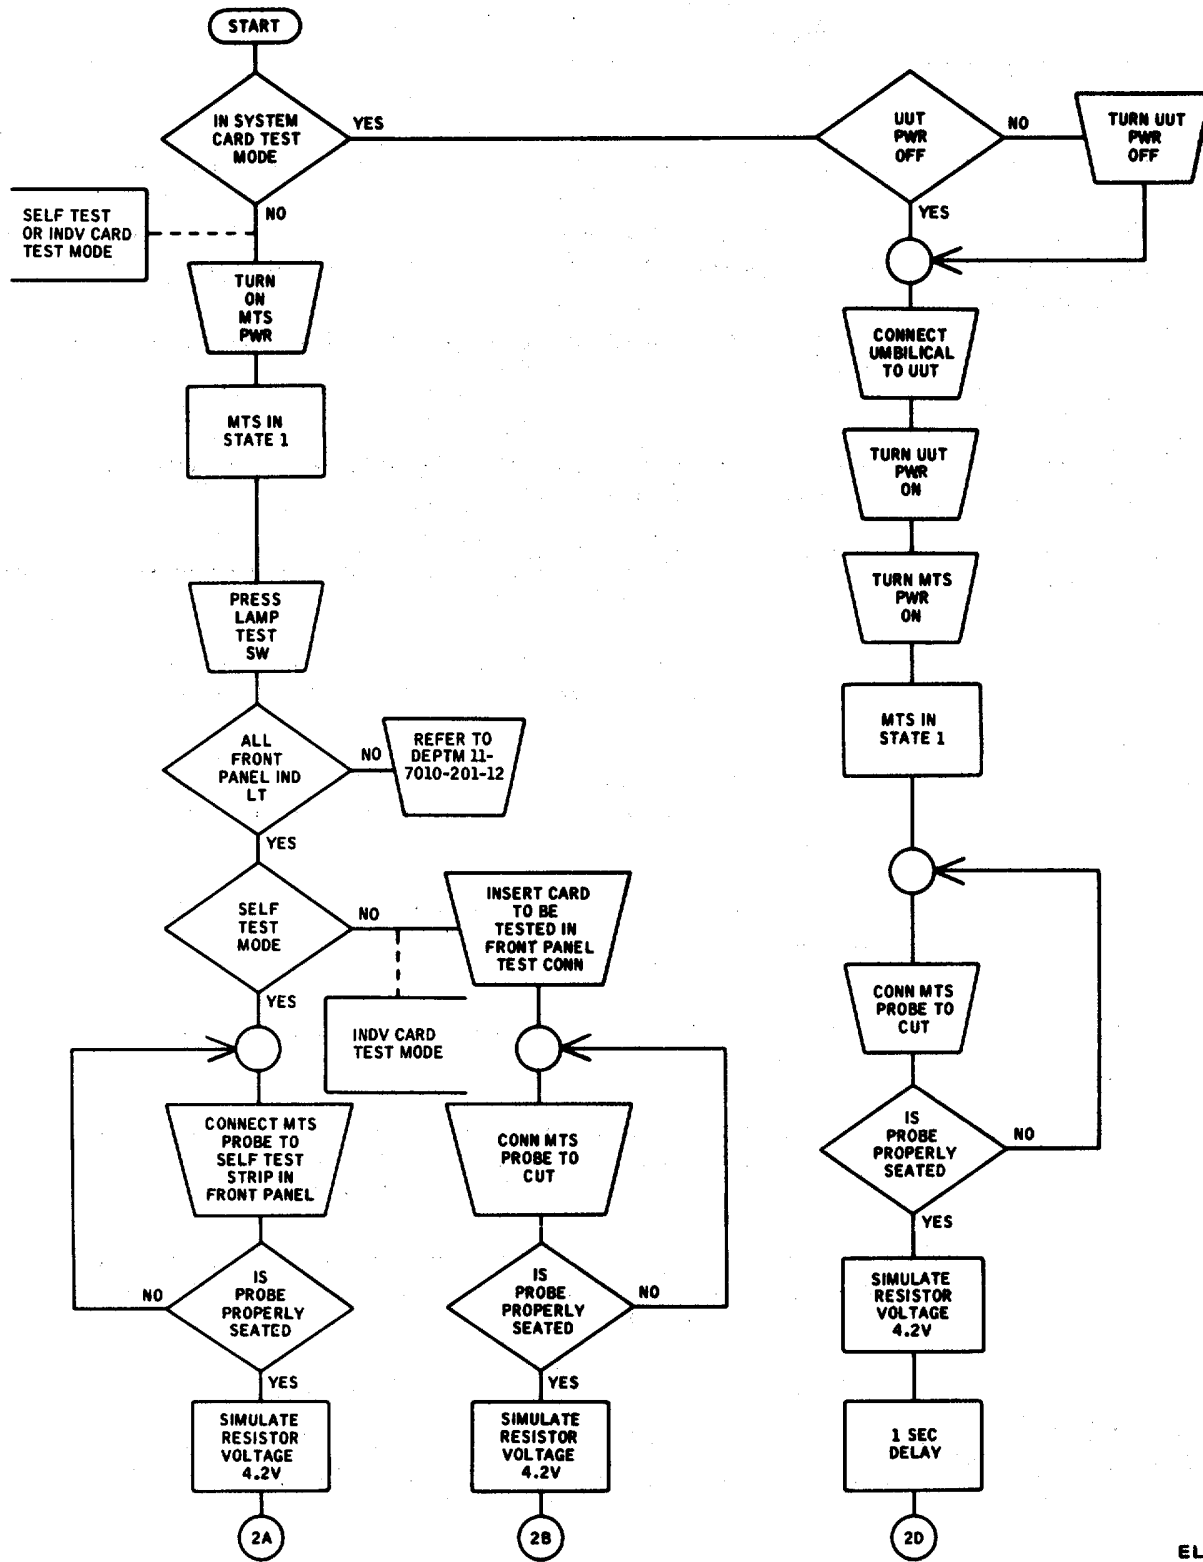 START
IN SYSTEM
CARD TEST
MODE
YES
NO
SELF TEST
OR INDV CARD
TEST MODE
TURN
ON
MTS
PWR
MTS IN
STATE 1
PRESS
LAMP
TEST
SW
ALL
FRONT
PANEL IND
LT
NO
REFER TO
DEPTM 11-
7010-201-12
YES
SELF
TEST
MODE
NO
YES
INDV CARD
TEST MODE
CONNECT MTS
PROBE TO
SELF TEST
STRIP IN
FRONT PANEL
IS
PROBE
PROPERLY
SEATED
NO
YES
SIMULATE
RESISTOR
VOLTAGE
4.2V
2A
INSERT CARD
TO BE
TESTED IN
FRONT PANEL
TEST CONN
CONN MTS
PROBE TO
CUT
IS
PROBE
PROPERLY
SEATED
NO
YES
SIMULATE
RESISTOR
VOLTAGE
4.2V
2B
UUT
PWR
OFF
NO
TURN UUT
PWR
OFF
YES
CONNECT
UMBILICAL
TO UUT
TURN UUT
PWR
ON
TURN MTS
PWR
ON
MTS IN
STATE 1
CONN MTS
PROBE TO
CUT
IS
PROBE
PROPERLY
SEATED
NO
YES
SIMULATE
RESISTOR
VOLTAGE
4.2V
1 SEC
DELAY
2D
EL